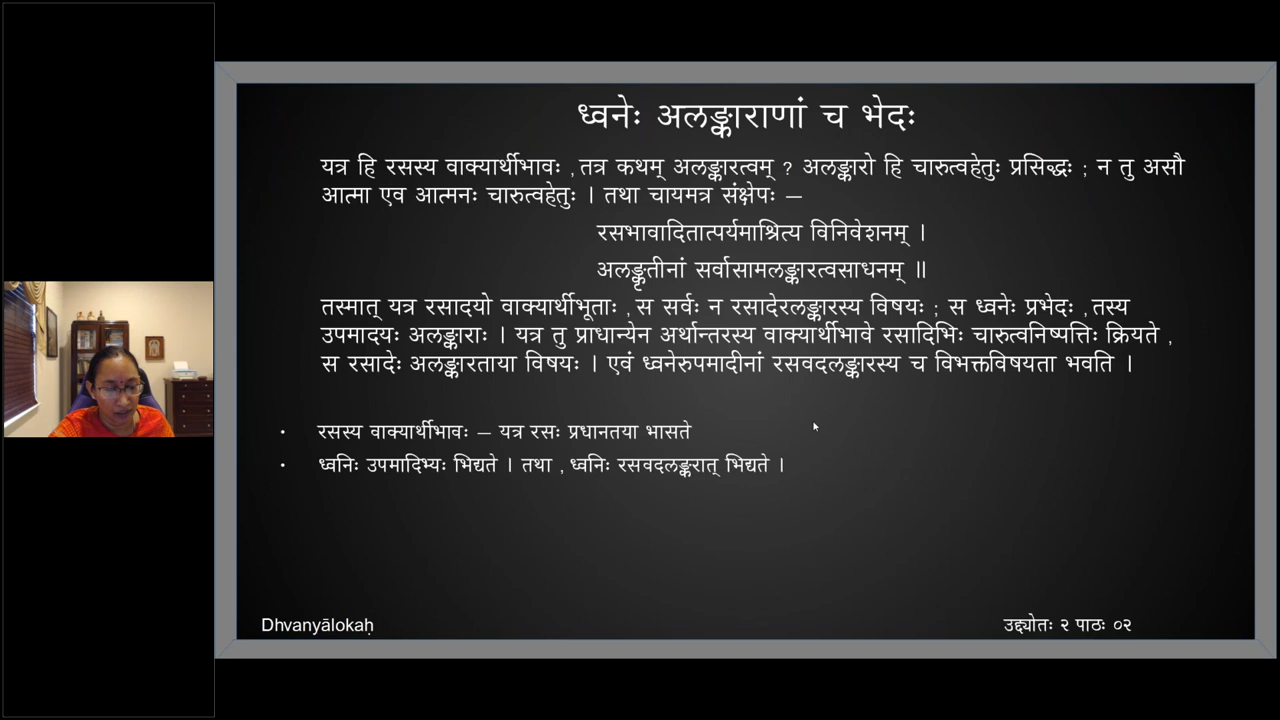 ध्वनेः अलङ्काराणां च भेदः
यत्र हि रसस्य वाक्यार्थीभावः , तत्र कथम् अलङ्कारत्वम् ? अलङ्कारो हि चारुत्वहेतुः प्रसिद्धः ; न तु असौ
आत्मा एव आत्मनः चारुत्वहेतुः । तथा चायमत्र संक्षेपः —
रसभावादितात्पर्यमाश्रित्य विनिवेशनम् ।
अलङ्कृतीनां सर्वासामलङ्कारत्वसाधनम् ॥
तस्मात् यत्र रसादयो वाक्यार्थीभूताः , स सर्वः न रसादेरलङ्कारस्य विषयः ; स ध्वनेः प्रभेदः , तस्य
उपमादयः अलङ्काराः । यत्र तु प्राधान्येन अर्थान्तरस्य वाक्यार्थीभावे रसादिभिः चारुत्वनिष्पत्तिः क्रियते ,
स रसादेः अलङ्कारताया विषयः । एवं ध्वनेरुपमादीनां रसवदलङ्कारस्य च विभक्तविषयता भवति ।
• रसस्य वाक्यार्थीभावः — यत्र रसः प्रधानतया भासते
• ध्वनिः उपमादिभ्यः भिद्यते । तथा , ध्वनिः रसवदलङ्करात् भिद्यते ।
Dhvanyālokaḥ
उद्द्योतः २ पाठः ०२